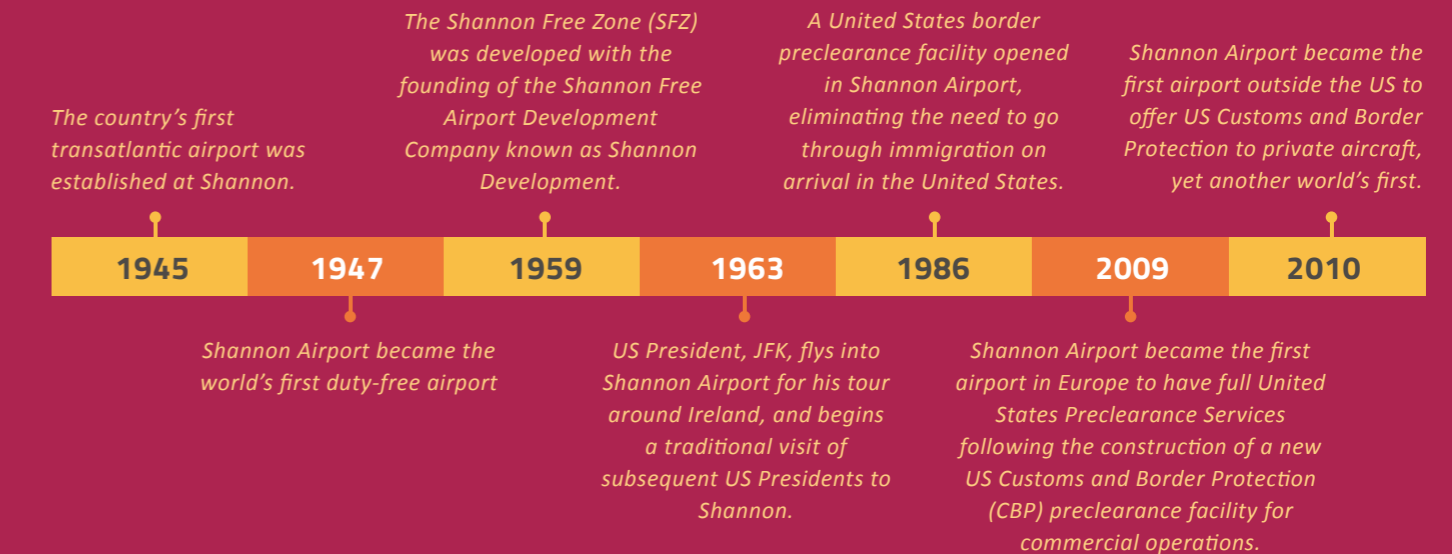 The country's first
transatlantic airport was
established at Shannon.
The Shannon Free Zone (SFZ)
was developed with the
founding of the Shannon Free
Airport Development
Company known as Shannon
Development.
A United States border
preclearance facility opened
in Shannon Airport,
eliminating the need to go
through immigration on
arrival in the United States.
Shannon Airport became the
first airport outside the US to
offer US Customs and Border
Protection to private aircraft,
yet another world's first.
1945 1947 1959 1963 1986 2009 2010
Shannon Airport became the
world's first duty-free airport
US President, JFK, flys into
Shannon Airport for his tour
around Ireland, and begins
a traditional visit of
subsequent US Presidents to
Shannon.
Shannon Airport became the first
airport in Europe to have full United
States Preclearance Services
following the construction of a new
US Customs and Border Protection
(CBP) preclearance facility for
commercial operations.